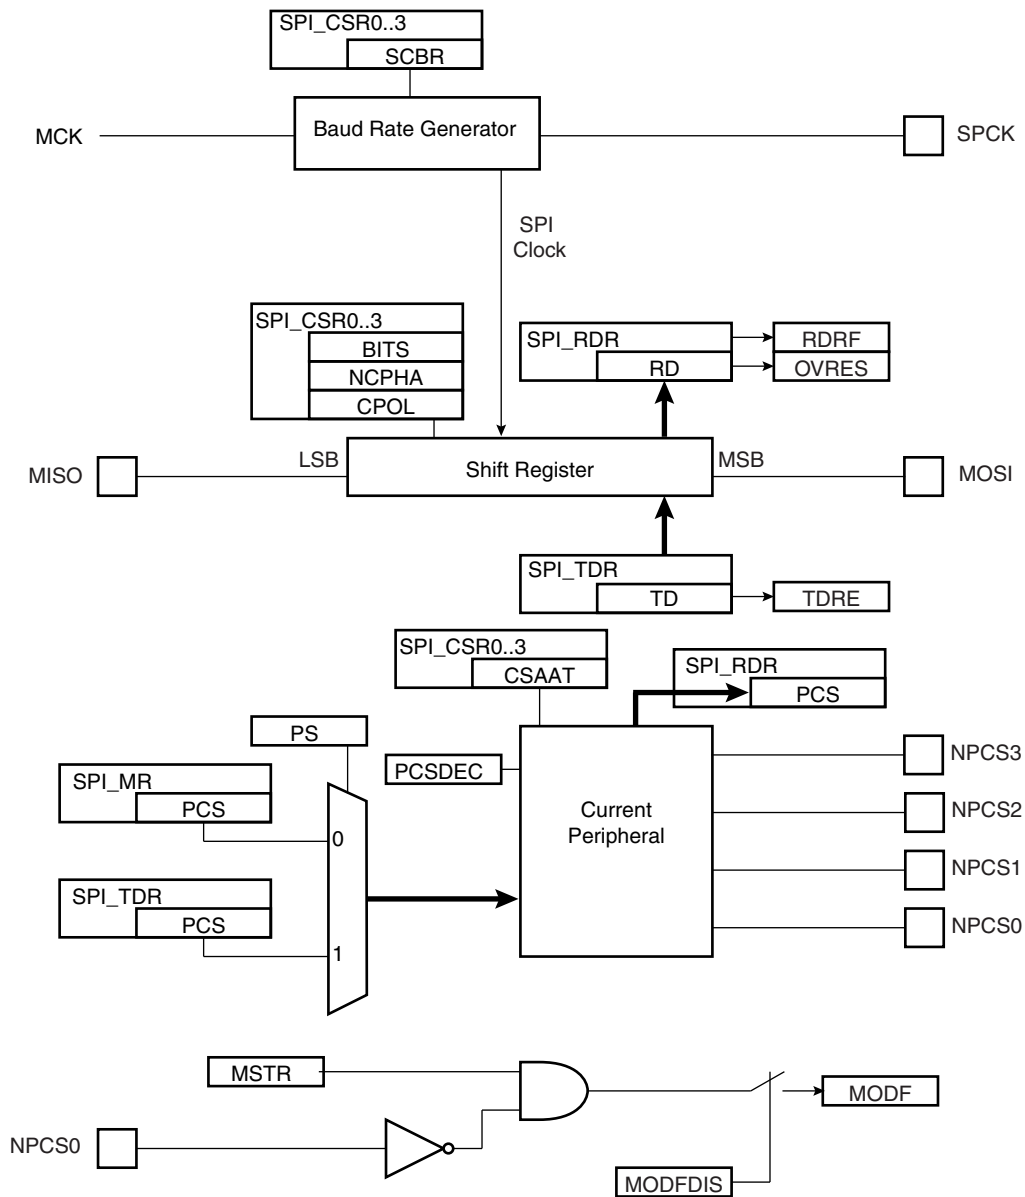 SPI_CSR0..3
SCBR
MCK
Baud Rate Generator
SPCK
SPI
Clock
SPI_CSR0..3
BITS
NCPHA
CPOL
SPI_RDR
RD
RDRF
OVRES
MISO
LSB
Shift Register
MSB
MOSI
SPI_TDR
TD
TDRE
SPI_CSR0..3
CSAAT
SPI_RDR
PCS
PS
PCSDEC
NPCS3
SPI_MR
PCS
0
Current
Peripheral
NPCS2
NPCS1
SPI_TDR
PCS
1
NPCS0
MSTR
MODF
NPCS0
MODFDIS